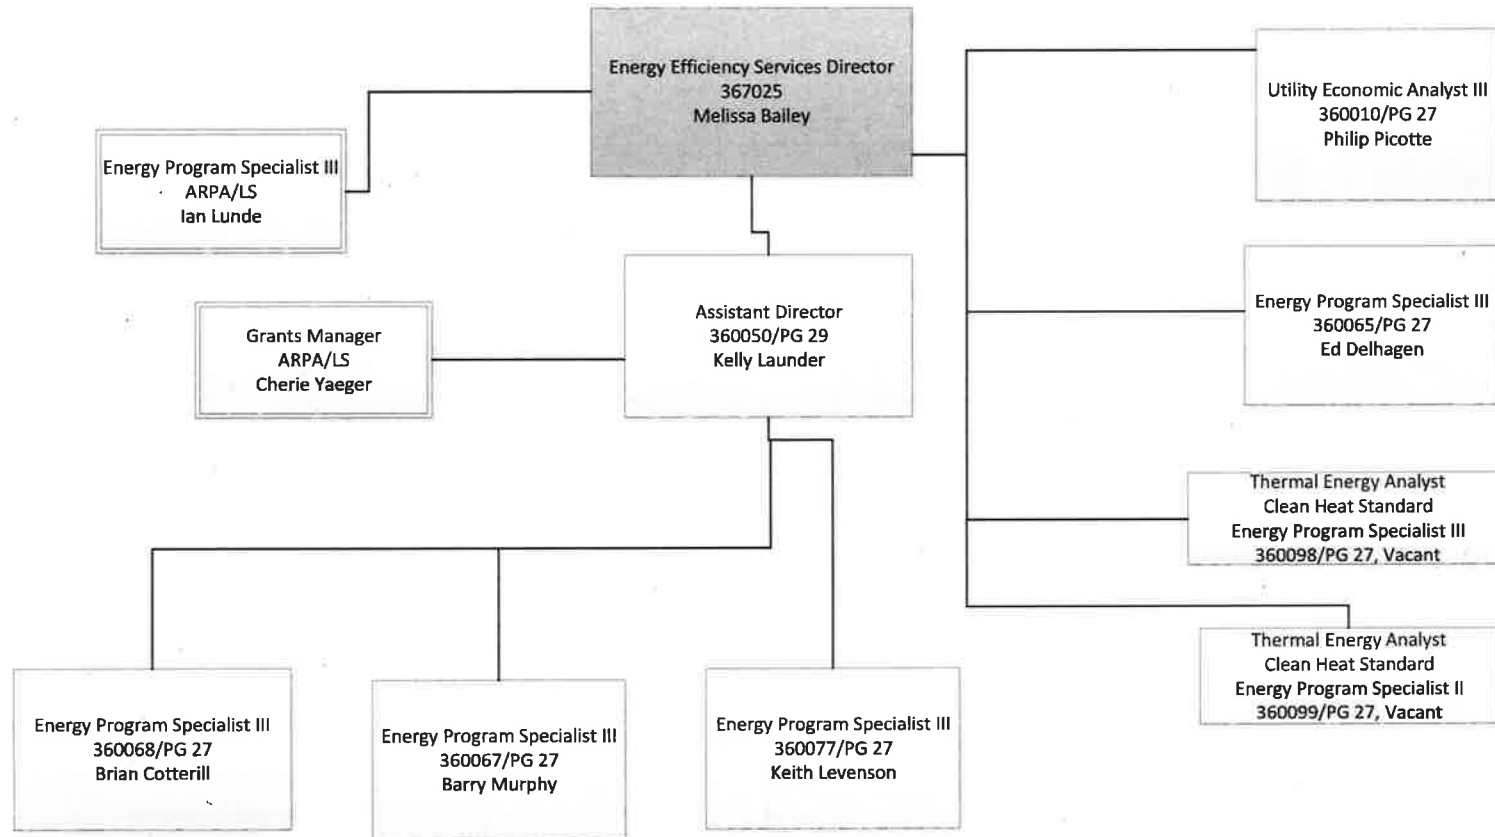 Energy Efficiency Services Director
367025
Melissa Bailey
Utility Economic Analyst III
360010/PG 27
Philip Picotte
Energy Program Specialist III
ARPA/LS
Ian Lunde
Energy Program Specialist III
360065/PG 27
Ed Delhagen
Assistant Director
360050/PG 29
Kelly Launder
Grants Manager
ARPA/LS
Cherie Yaeger
Thermal Energy Analyst
Clean Heat Standard
Energy Program Specialist III
360098/PG 27, Vacant
Thermal Energy Analyst
Clean Heat Standard
Energy Program Specialist II
360099/PG 27, Vacant
Energy Program Specialist III
360068/PG 27
Brian Cotterill
Energy Program Specialist III
360067/PG 27
Barry Murphy
Energy Program Specialist III
360077/PG 27
Keith Levenson